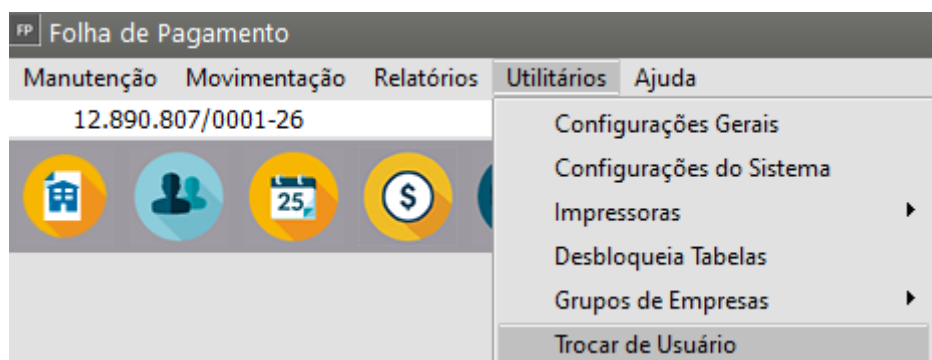 FP Folha de Pagamento
Manutenção Movimentação Relatórios Utilitários Ajuda
12.890.807/0001-26
Configurações Gerais
Configurações do Sistema
25
$
Impressoras
Desbloqueia Tabelas
Grupos de Empresas
Trocar de Usuário